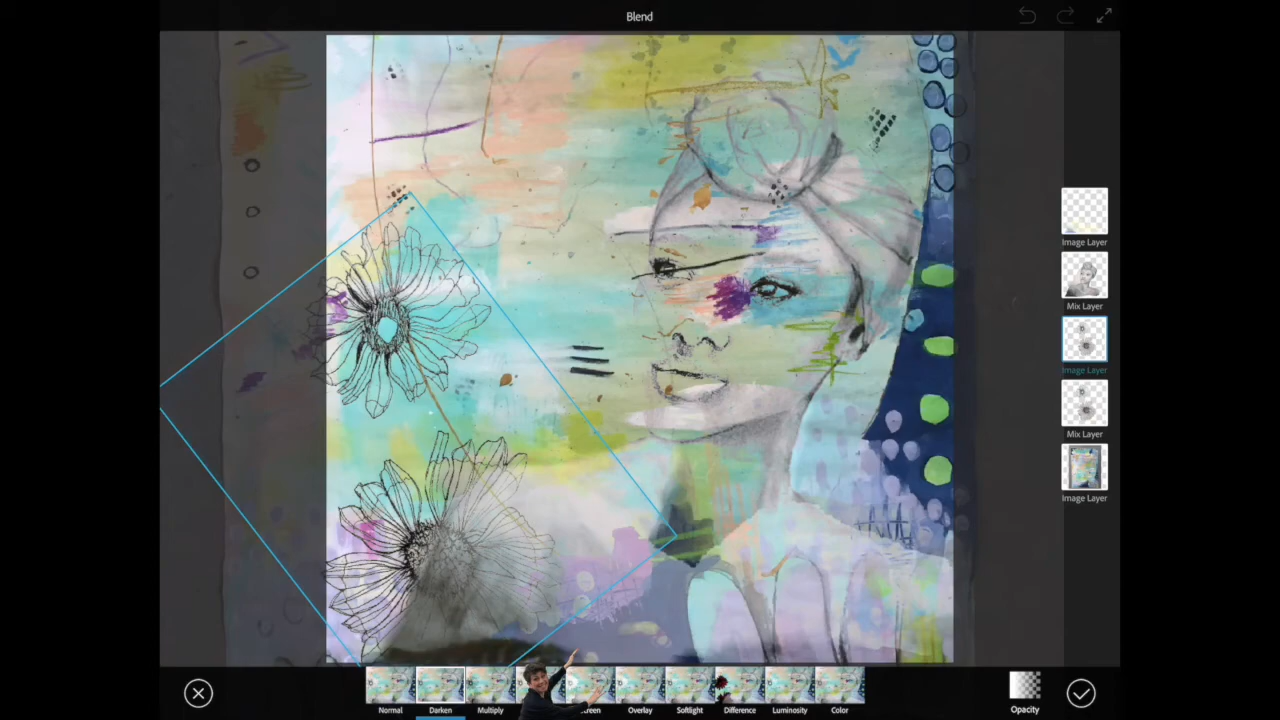 Blend
Image Layer
Mix Layer
Image Layer
Mix Layer
Image Layer
Normal
Darken
Multiply
Overlay
Softlight
Difference
Luminosity
Color
Opacity